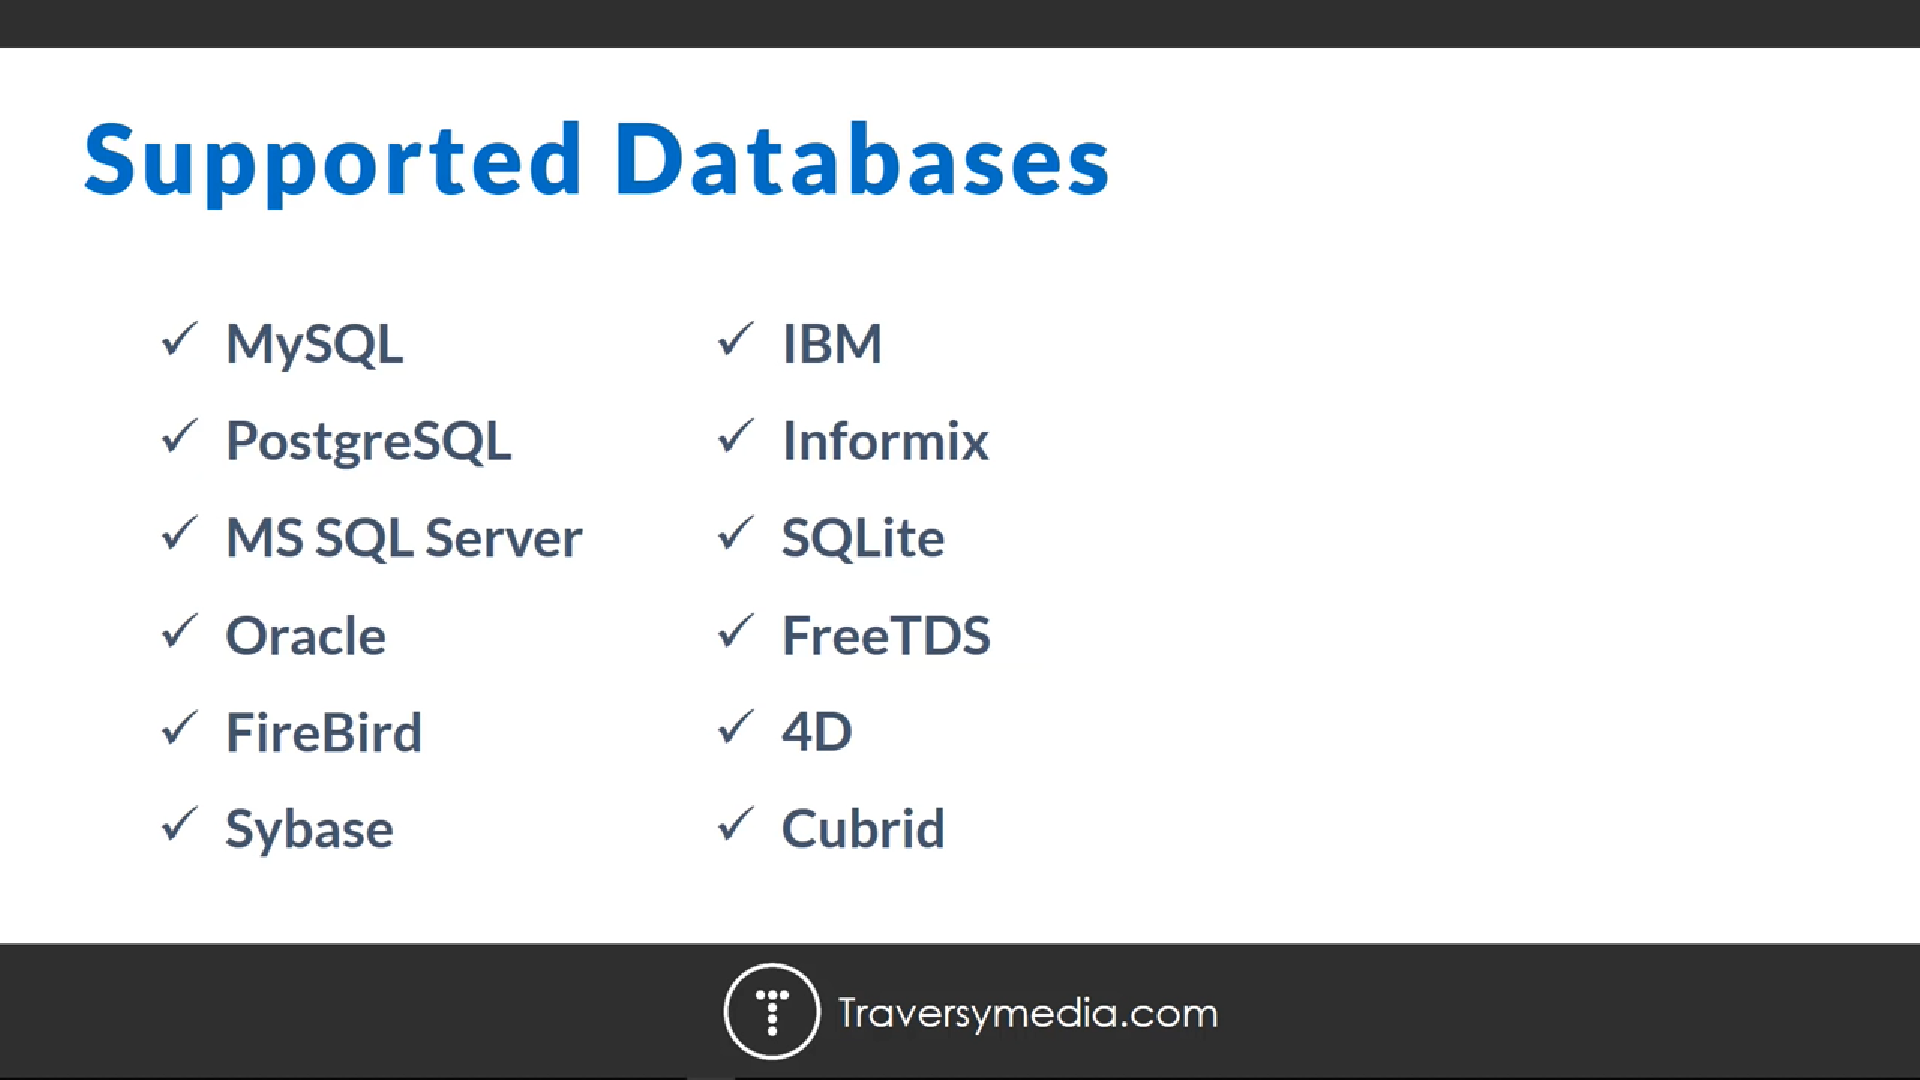 Supported Databases
✓ MySQL
✓ PostgreSQL
✓ MS SQL Server
✓ Oracle
✓ FireBird
✓ Sybase
✓ IBM
✓ Informix
✓ SQLite
✓ FreeTDS
✓ 4D
✓ Cubrid
T Traversymedia.com